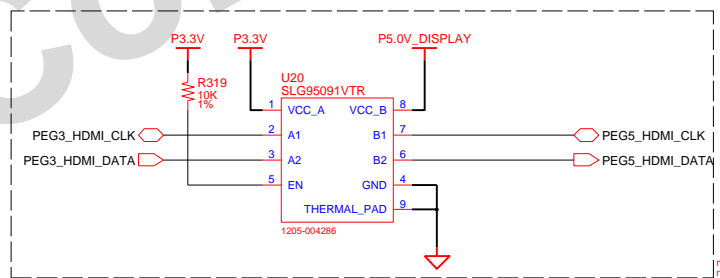 P3.3V
P3.3V
P5.0V_DISPLAY
U20
SLG95091VTR
R319
10K
1%
1 VCC_A VCC_B 8
PEG3_HDMI_CLK 2 A1 B1 7 PEG5_HDMI_CLK
PEG3_HDMI_DATA 3 A2 B2 6 PEG5_HDMI_DATA
5 EN GND 4
THERMAL_PAD 9
1205-004286